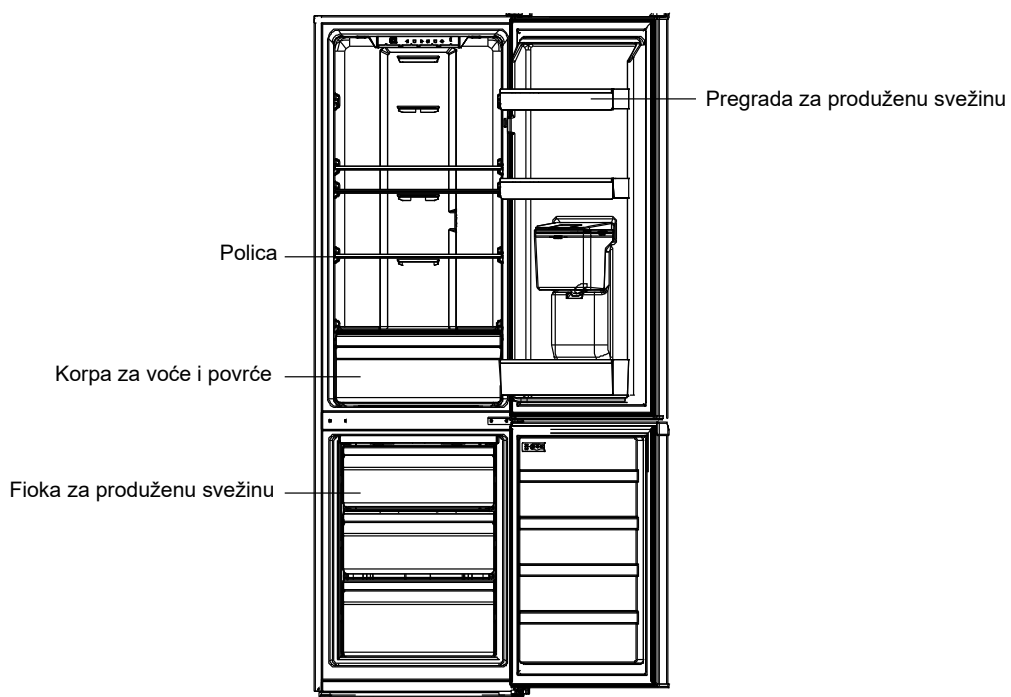 Pregrada za produženu svežinu
Polica
Korpa za voće i povrće
Fioka za produženu svežinu